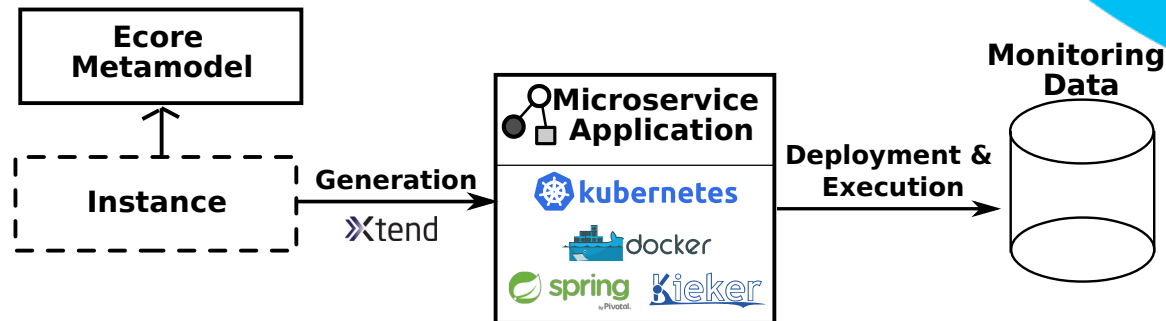 Ecore
Metamodel
Instance
Generation
Xtend
Microservice
Application
kubernetes
docker
spring
by Pivotal.
Kieker
Deployment &
Execution
Monitoring
Data